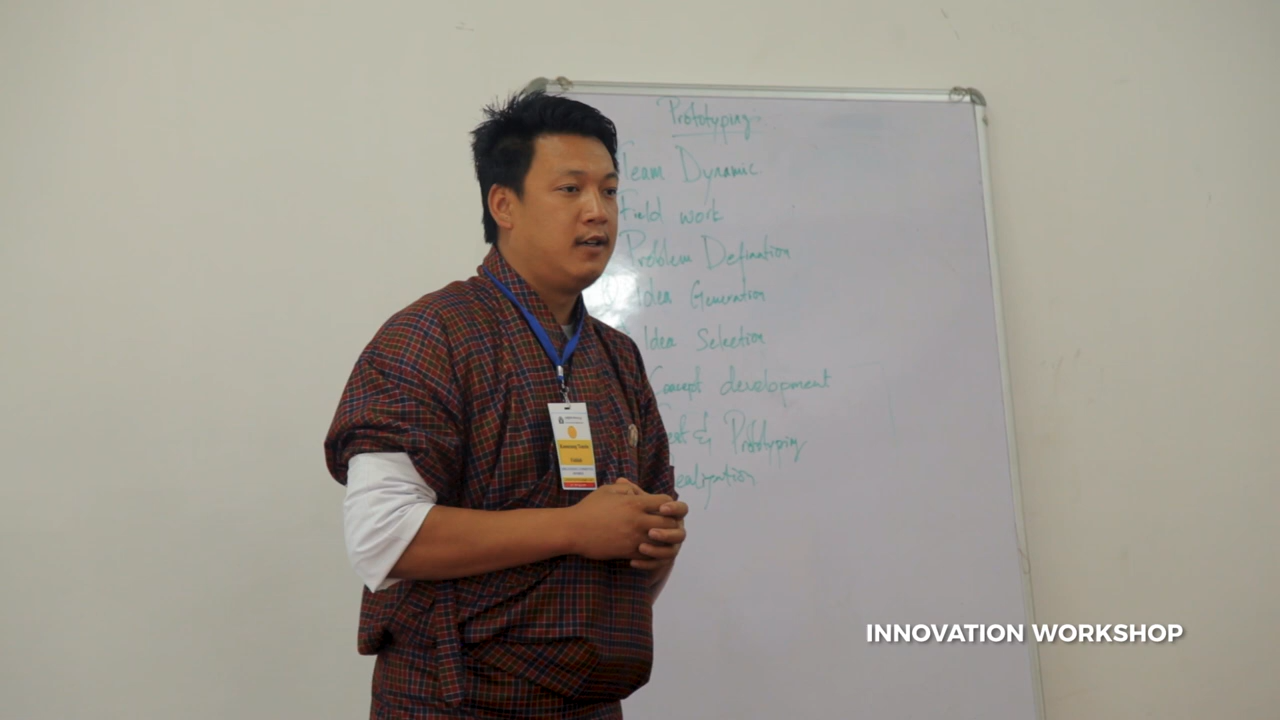 Prototyping
Team Dynamic.
Field work
Problem Defination
Idea Generation
Idea Selection
Concept development
& Prototyping
INNOVATION WORKSHOP